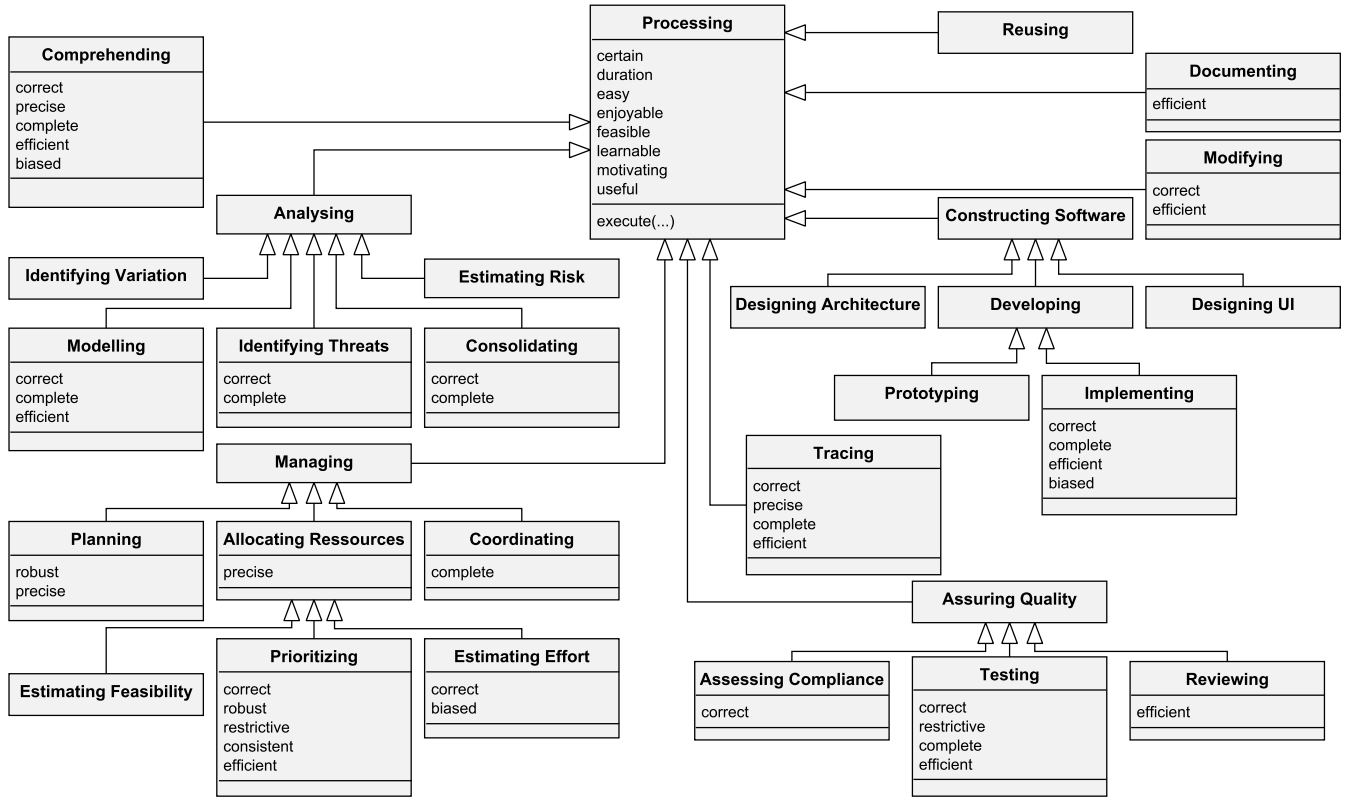 Processing
certain
duration
easy
enjoyable
feasible
learnable
motivating
useful
execute(...)
Reusing
Comprehending
correct
precise
complete
efficient
biased
Documenting
efficient
Modifying
correct
efficient
Analysing
Constructing Software
Identifying Variation
Estimating Risk
Designing Architecture
Developing
Designing UI
Modelling
correct
complete
efficient
Identifying Threats
correct
complete
Consolidating
correct
complete
Prototyping
Implementing
correct
complete
efficient
biased
Managing
Tracing
correct
precise
complete
efficient
Planning
robust
precise
Allocating Ressources
precise
Coordinating
complete
Assuring Quality
Estimating Feasibility
Prioritizing
correct
robust
restrictive
consistent
efficient
Estimating Effort
correct
biased
Assessing Compliance
correct
Testing
correct
restrictive
complete
efficient
Reviewing
efficient